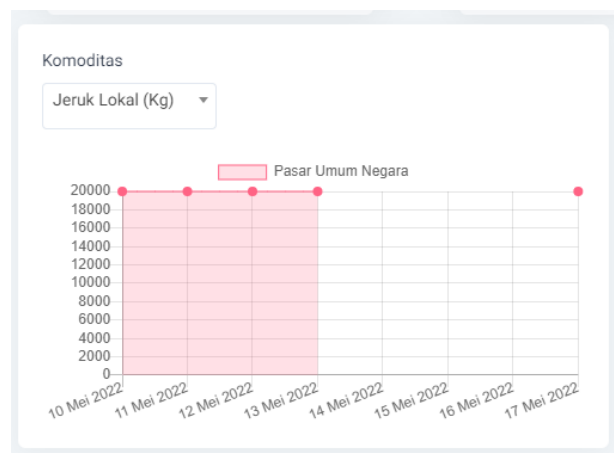 Komoditas
Jeruk Lokal (Kg)
Pasar Umum Negara
20000
18000
16000
14000
12000
10000
8000
6000
4000
2000
0
10 Mei 2022
11 Mei 2022
12 Mei 2022
13 Mei 2022
14 Mei 2022
15 Mei 2022
16 Mei 2022
17 Mei 2022